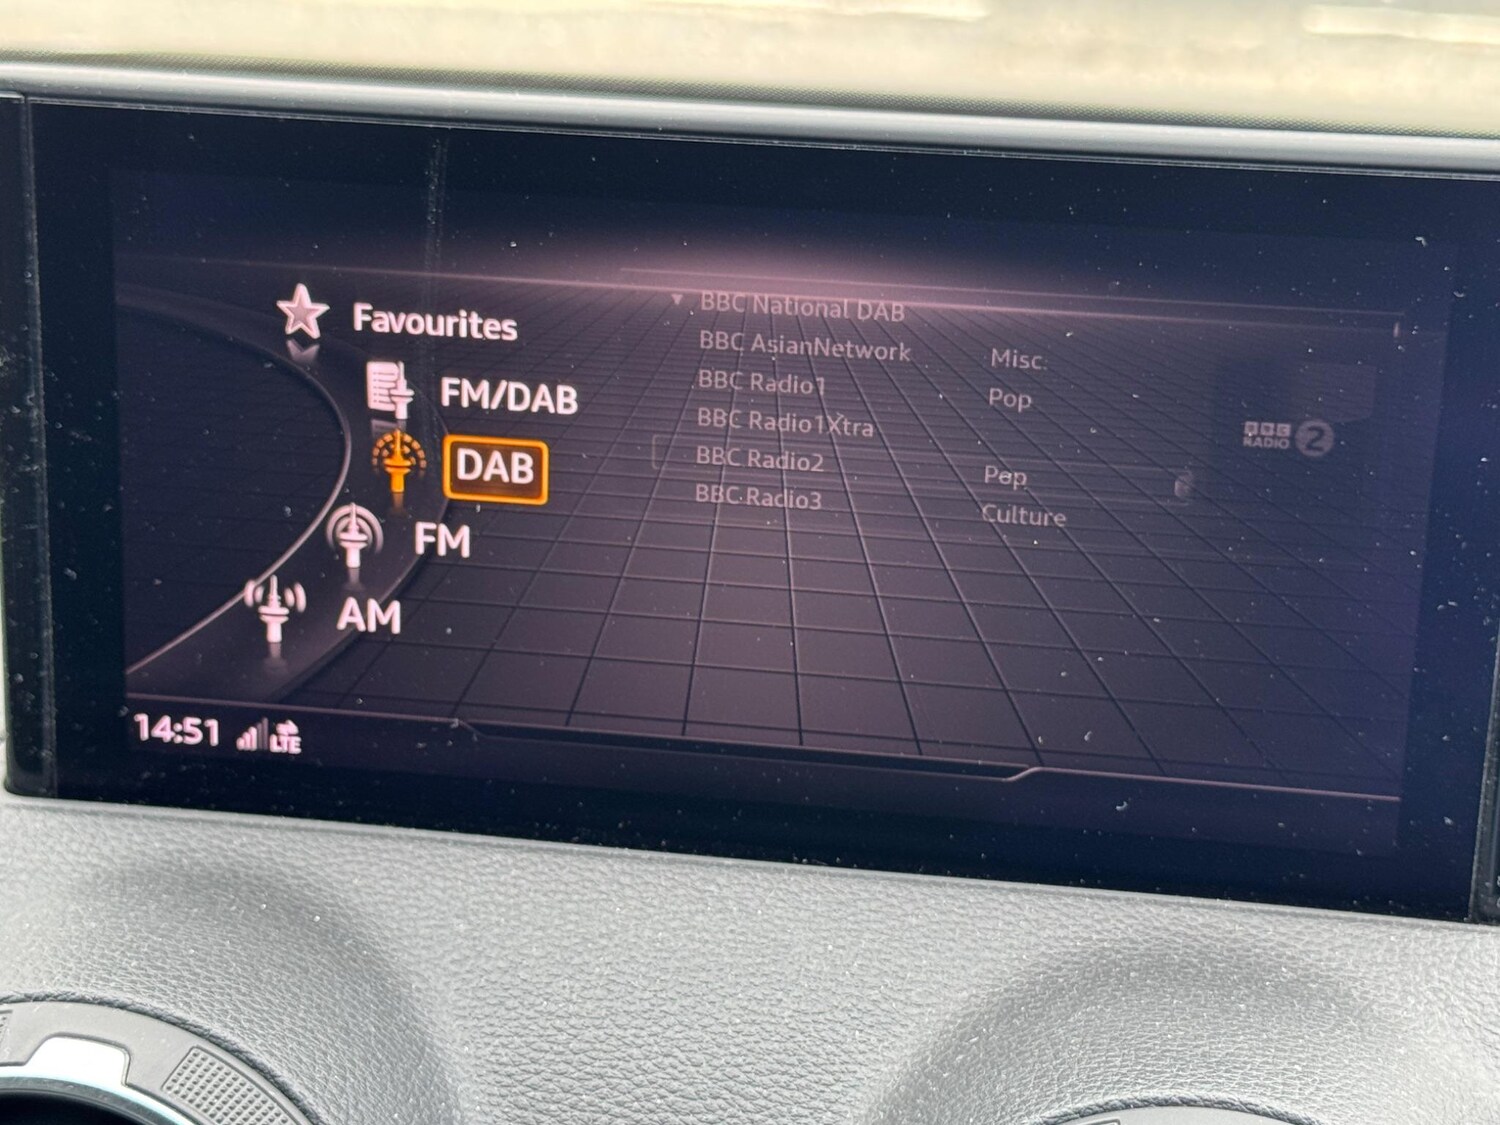 Favourites
FM/DAB
DAB
FM
AM
BBC National DAB
BBC AsianNetwork Misc.
BBC Radio1 Pop
BBC Radio1Xtra
BBC Radio2 Pop
BBC Radio3 Culture
BBC
RADIO 2
14:51 LTE